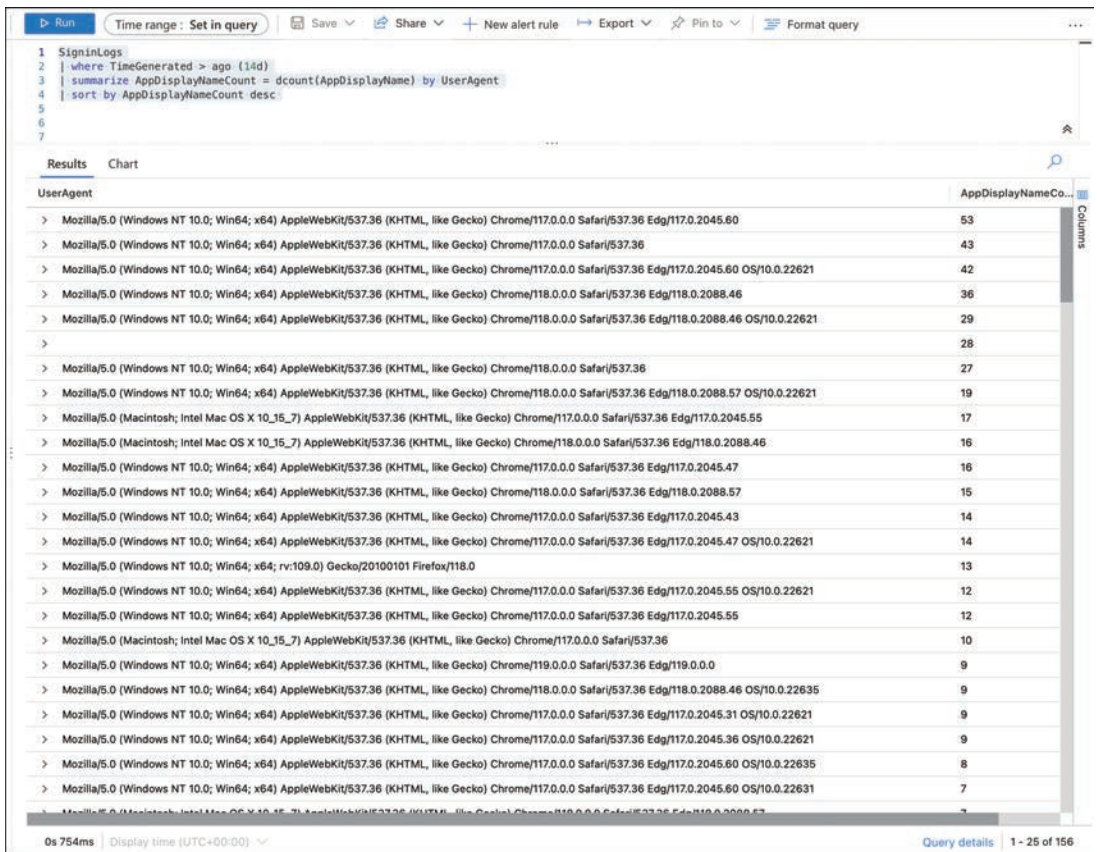 Run
Time range : Set in query
Save
Share
New alert rule
Export
Pin to
Format query
...
1 SigninLogs
2 | where TimeGenerated > ago (14d)
3 | summarize AppDisplayNameCount = dcount(AppDisplayName) by UserAgent
4 | sort by AppDisplayNameCount desc
5
6
7
...
Results
Chart
UserAgent
AppDisplayNameCo...
Columns
Mozilla/5.0 (Windows NT 10.0; Win64; x64) AppleWebKit/537.36 (KHTML, like Gecko) Chrome/117.0.0.0 Safari/537.36 Edg/117.0.2045.60 53
Mozilla/5.0 (Windows NT 10.0; Win64; x64) AppleWebKit/537.36 (KHTML, like Gecko) Chrome/117.0.0.0 Safari/537.36 43
Mozilla/5.0 (Windows NT 10.0; Win64; x64) AppleWebKit/537.36 (KHTML, like Gecko) Chrome/117.0.0.0 Safari/537.36 Edg/117.0.2045.60 OS/10.0.22621 42
Mozilla/5.0 (Windows NT 10.0; Win64; x64) AppleWebKit/537.36 (KHTML, like Gecko) Chrome/118.0.0.0 Safari/537.36 Edg/118.0.2088.46 36
Mozilla/5.0 (Windows NT 10.0; Win64; x64) AppleWebKit/537.36 (KHTML, like Gecko) Chrome/118.0.0.0 Safari/537.36 Edg/118.0.2088.46 OS/10.0.22621 29
28
Mozilla/5.0 (Windows NT 10.0; Win64; x64) AppleWebKit/537.36 (KHTML, like Gecko) Chrome/118.0.0.0 Safari/537.36 27
Mozilla/5.0 (Windows NT 10.0; Win64; x64) AppleWebKit/537.36 (KHTML, like Gecko) Chrome/118.0.0.0 Safari/537.36 Edg/118.0.2088.57 OS/10.0.22621 19
Mozilla/5.0 (Macintosh; Intel Mac OS X 10_15_7) AppleWebKit/537.36 (KHTML, like Gecko) Chrome/117.0.0.0 Safari/537.36 Edg/117.0.2045.55 17
Mozilla/5.0 (Macintosh; Intel Mac OS X 10_15_7) AppleWebKit/537.36 (KHTML, like Gecko) Chrome/118.0.0.0 Safari/537.36 Edg/118.0.2088.46 16
Mozilla/5.0 (Windows NT 10.0; Win64; x64) AppleWebKit/537.36 (KHTML, like Gecko) Chrome/117.0.0.0 Safari/537.36 Edg/117.0.2045.47 16
Mozilla/5.0 (Windows NT 10.0; Win64; x64) AppleWebKit/537.36 (KHTML, like Gecko) Chrome/118.0.0.0 Safari/537.36 Edg/118.0.2088.57 15
Mozilla/5.0 (Windows NT 10.0; Win64; x64) AppleWebKit/537.36 (KHTML, like Gecko) Chrome/117.0.0.0 Safari/537.36 Edg/117.0.2045.43 14
Mozilla/5.0 (Windows NT 10.0; Win64; x64) AppleWebKit/537.36 (KHTML, like Gecko) Chrome/117.0.0.0 Safari/537.36 Edg/117.0.2045.47 OS/10.0.22621 14
Mozilla/5.0 (Windows NT 10.0; Win64; x64; rv:109.0) Gecko/20100101 Firefox/118.0 13
Mozilla/5.0 (Windows NT 10.0; Win64; x64) AppleWebKit/537.36 (KHTML, like Gecko) Chrome/117.0.0.0 Safari/537.36 Edg/117.0.2045.55 OS/10.0.22621 12
Mozilla/5.0 (Windows NT 10.0; Win64; x64) AppleWebKit/537.36 (KHTML, like Gecko) Chrome/117.0.0.0 Safari/537.36 Edg/117.0.2045.55 12
Mozilla/5.0 (Macintosh; Intel Mac OS X 10_15_7) AppleWebKit/537.36 (KHTML, like Gecko) Chrome/117.0.0.0 Safari/537.36 10
Mozilla/5.0 (Windows NT 10.0; Win64; x64) AppleWebKit/537.36 (KHTML, like Gecko) Chrome/119.0.0.0 Safari/537.36 Edg/119.0.0.0 9
Mozilla/5.0 (Windows NT 10.0; Win64; x64) AppleWebKit/537.36 (KHTML, like Gecko) Chrome/118.0.0.0 Safari/537.36 Edg/118.0.2088.46 OS/10.0.22635 9
Mozilla/5.0 (Windows NT 10.0; Win64; x64) AppleWebKit/537.36 (KHTML, like Gecko) Chrome/117.0.0.0 Safari/537.36 Edg/117.0.2045.31 OS/10.0.22621 9
Mozilla/5.0 (Windows NT 10.0; Win64; x64) AppleWebKit/537.36 (KHTML, like Gecko) Chrome/117.0.0.0 Safari/537.36 Edg/117.0.2045.36 OS/10.0.22621 9
Mozilla/5.0 (Windows NT 10.0; Win64; x64) AppleWebKit/537.36 (KHTML, like Gecko) Chrome/117.0.0.0 Safari/537.36 Edg/117.0.2045.60 OS/10.0.22635 8
Mozilla/5.0 (Windows NT 10.0; Win64; x64) AppleWebKit/537.36 (KHTML, like Gecko) Chrome/117.0.0.0 Safari/537.36 Edg/117.0.2045.60 OS/10.0.22631 7
0s 754ms
Display time (UTC+00:00)
Query details
1 - 25 of 156